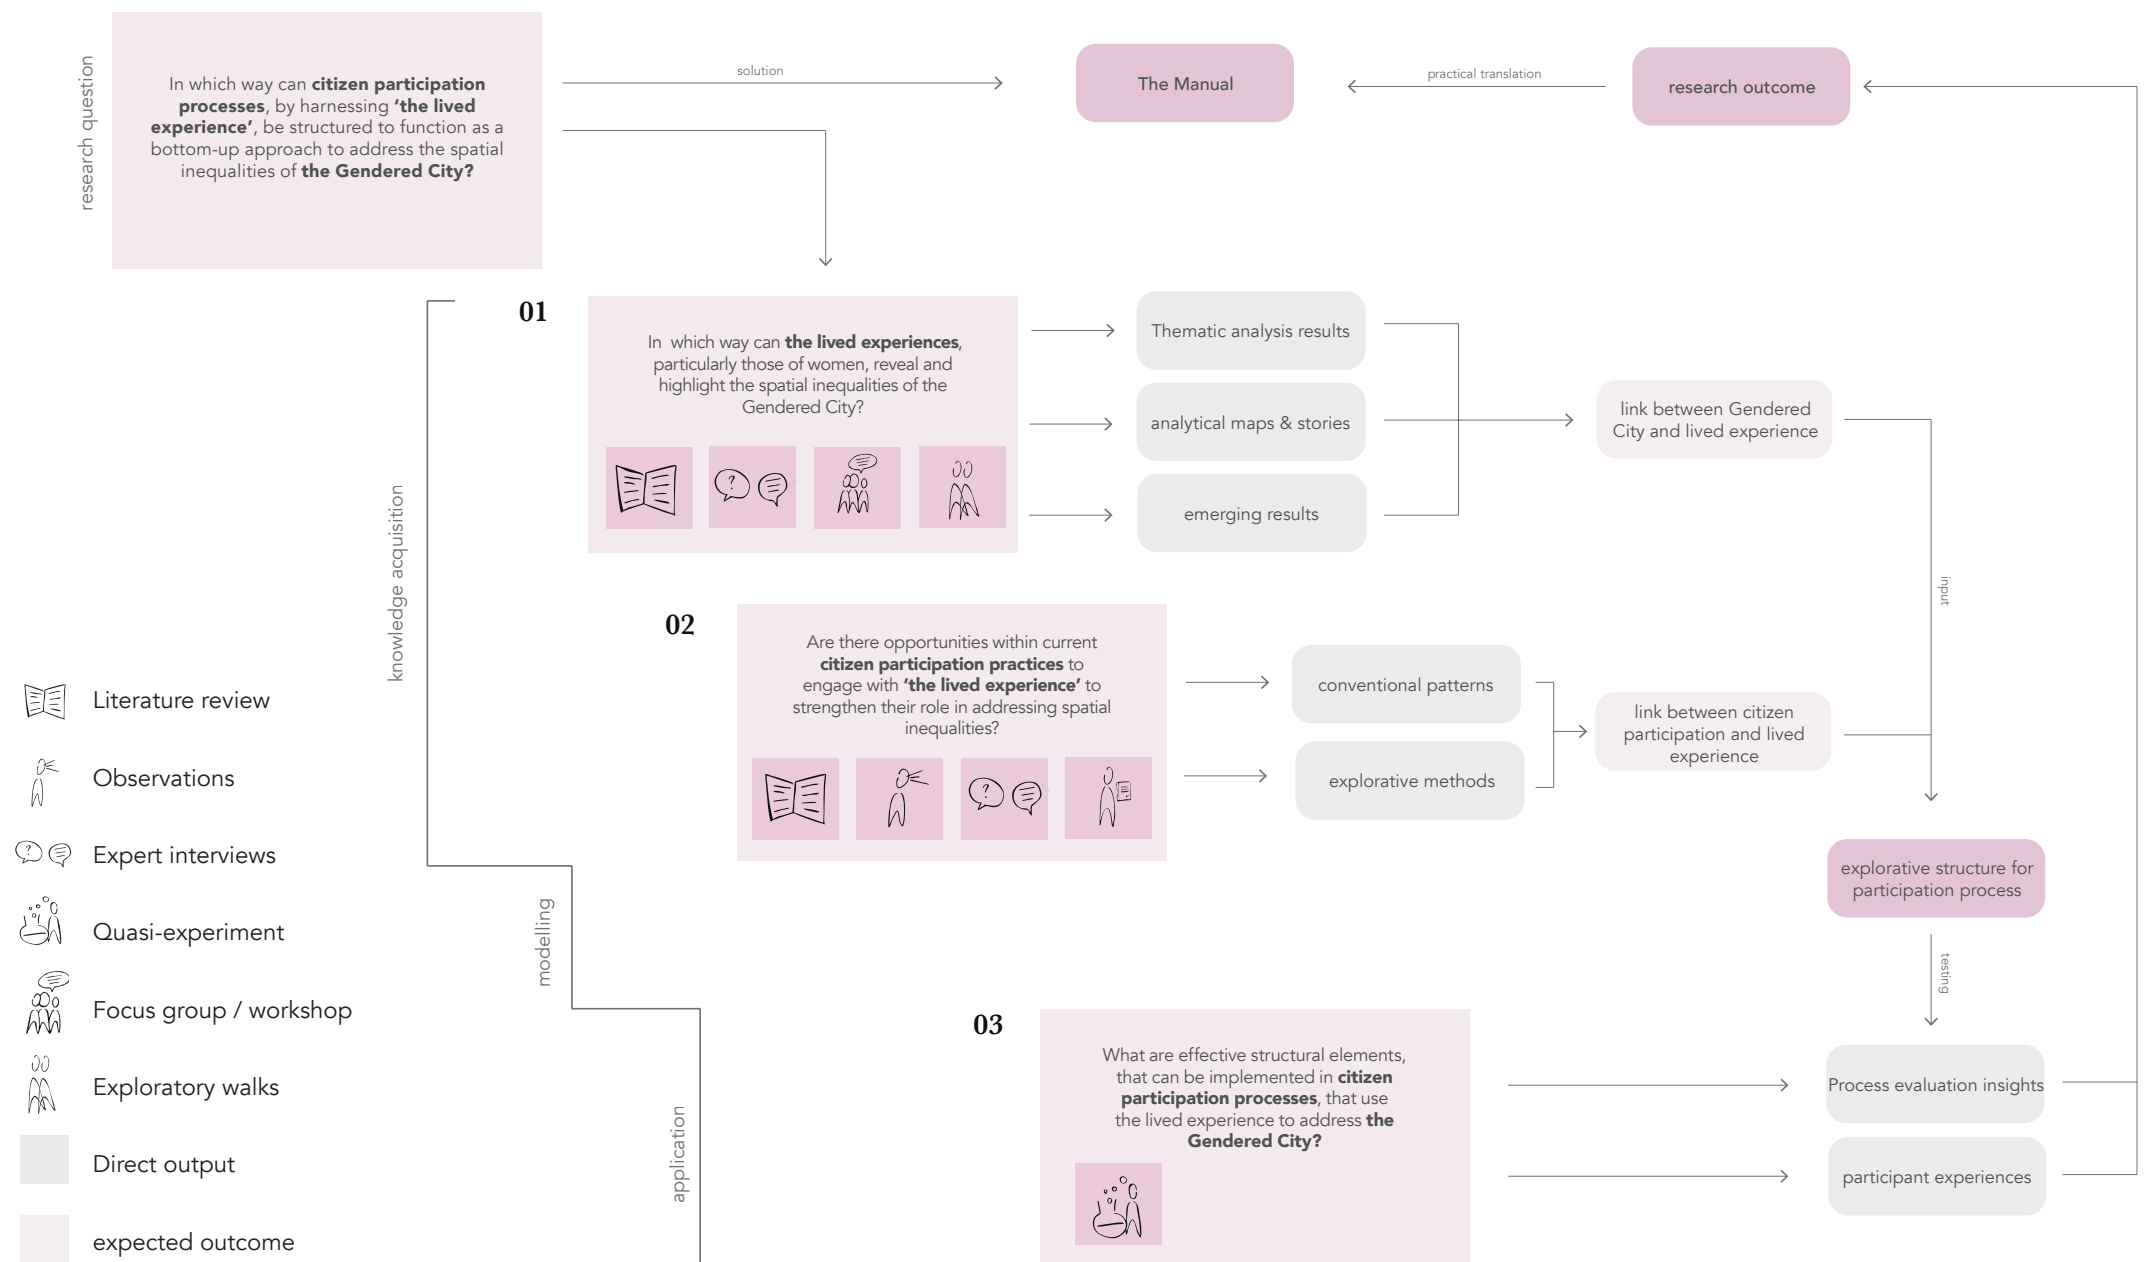 research question
In which way can citizen participation
processes, by harnessing ‘the lived
experience’, be structured to function as a
bottom-up approach to address the spatial
inequalities of the Gendered City?
solution
The Manual
practical translation
research outcome
knowledge acquisition
01
In which way can the lived experiences,
particularly those of women, reveal and
highlight the spatial inequalities of the
Gendered City?
?
Thematic analysis results
analytical maps & stories
emerging results
link between Gendered
City and lived experience
input
02
Are there opportunities within current
citizen participation practices to
engage with ‘the lived experience’ to
strengthen their role in addressing spatial
inequalities?
?
conventional patterns
explorative methods
link between citizen
participation and lived
experience
explorative structure for
participation process
testing
modelling
application
03
What are effective structural elements,
that can be implemented in citizen
participation processes, that use
the lived experience to address the
Gendered City?
Process evaluation insights
participant experiences
Literature review
Observations
?
Expert interviews
Quasi-experiment
Focus group / workshop
Exploratory walks
Direct output
expected outcome